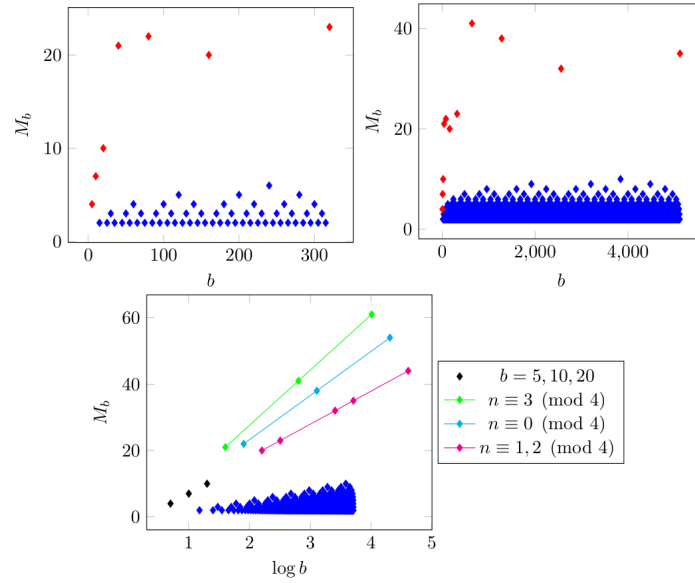 20
10
0
M_b
0
100
200
300
b
40
20
0
M_b
0
2,000
4,000
b
60
40
20
0
M_b
1
2
3
4
5
log b
b = 5, 10, 20
n ≡ 3 (mod 4)
n ≡ 0 (mod 4)
n ≡ 1, 2 (mod 4)